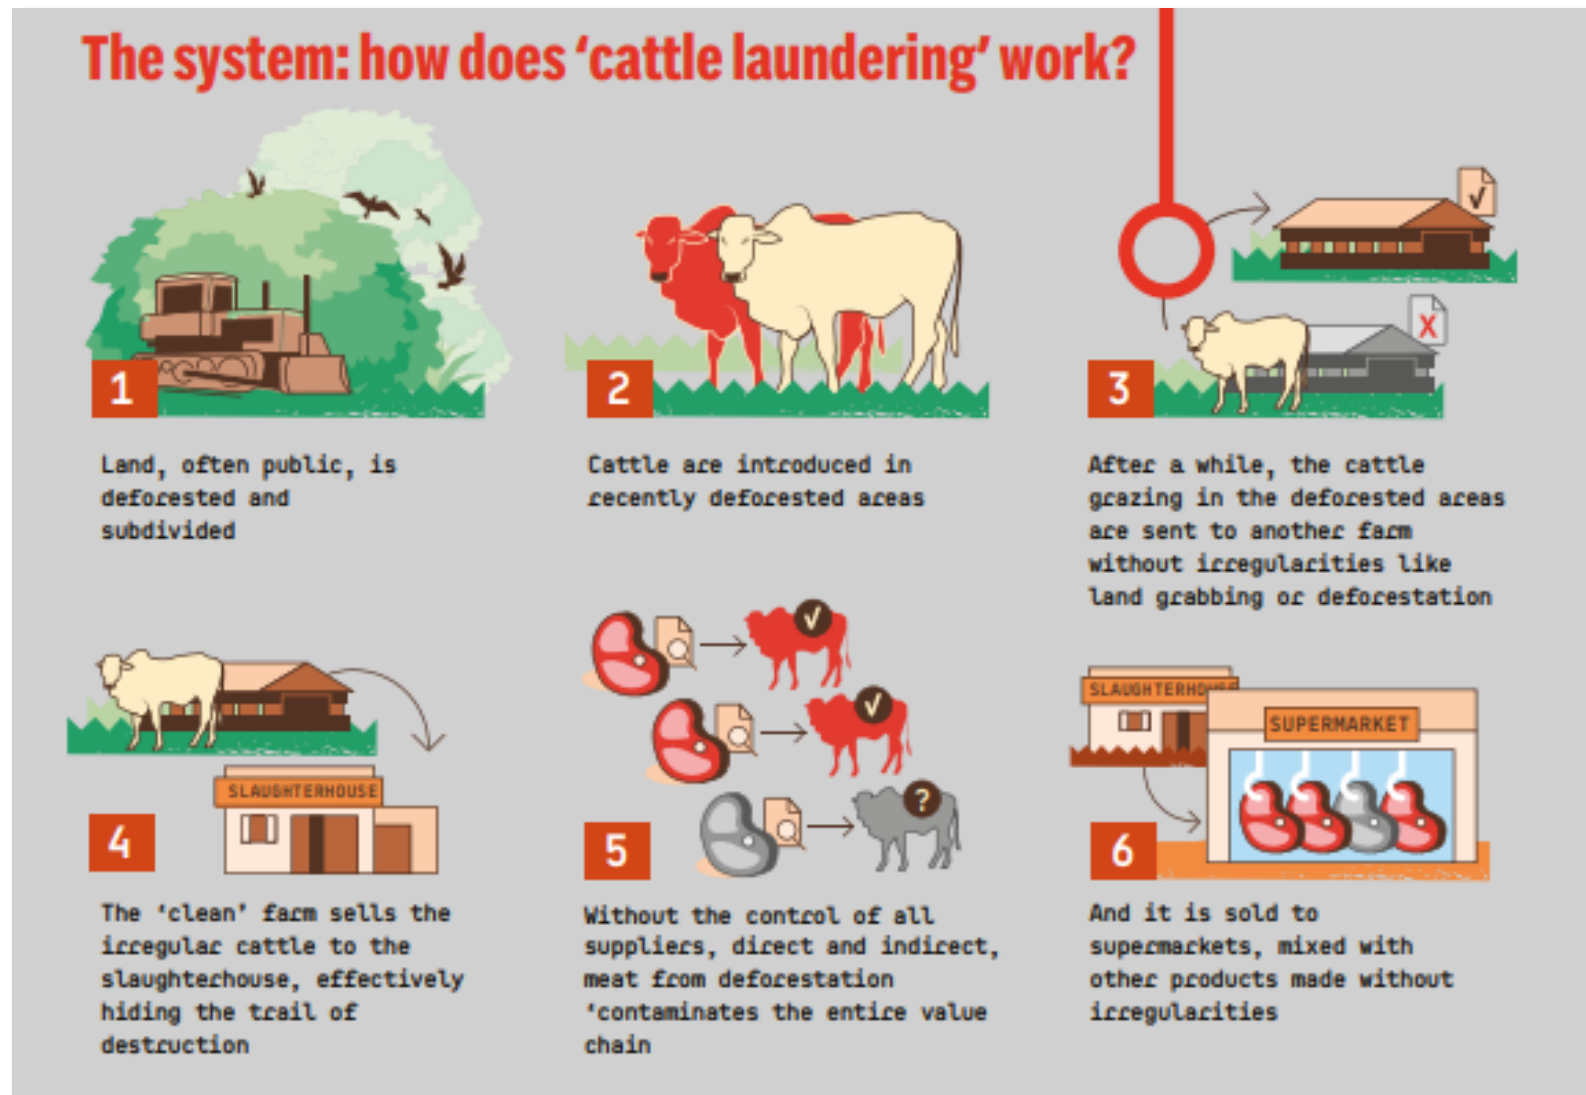 The system: how does ‘cattle laundering’ work?
1
Land, often public, is
deforested and
subdivided
2
Cattle are introduced in
recently deforested areas
X
3
After a while, the cattle
grazing in the deforested areas
are sent to another farm
without irregularities like
land grabbing or deforestation
SLAUGHTERHOUSE
4
The ‘clean’ farm sells the
irregular cattle to the
slaughterhouse, effectively
hiding the trail of
destruction
?
5
Without the control of all
suppliers, direct and indirect,
meat from deforestation
‘contaminates the entire value
chain
SLAUGHTERHOUSE
SUPERMARKET
6
And it is sold to
supermarkets, mixed with
other products made without
irregularities